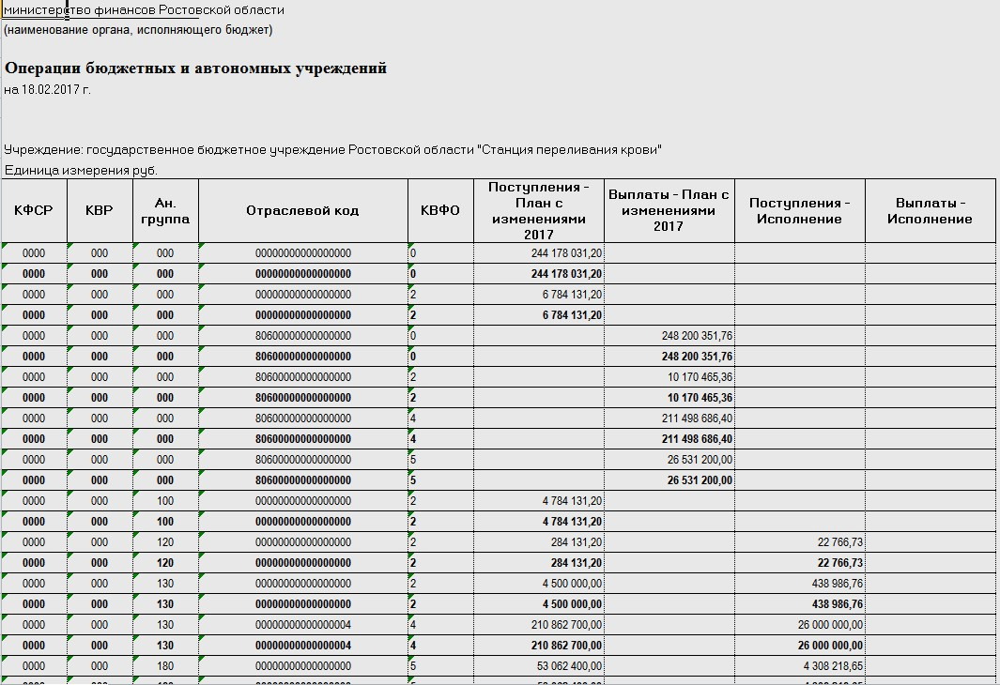 министерство финансов Ростовской области
(наименование органа, исполняющего бюджет)
Операции бюджетных и автономных учреждений
на 18.02.2017 г.
Учреждение: государственное бюджетное учреждение Ростовской области "Станция переливания крови"
Единица измерения руб.
КФСР КВР Ан. группа Отраслевой код КВФО Поступления - План с изменениями 2017 Выплаты - План с изменениями 2017 Поступления - Исполнение Выплаты - Исполнение
0000 000 000 00000000000000000 0 244 178 031,20
0000 000 000 00000000000000000 0 244 178 031,20
0000 000 000 00000000000000000 2 6 784 131,20
0000 000 000 00000000000000000 2 6 784 131,20
0000 000 000 80600000000000000 0 248 200 351,76
0000 000 000 80600000000000000 0 248 200 351,76
0000 000 000 80600000000000000 2 10 170 465,36
0000 000 000 80600000000000000 2 10 170 465,36
0000 000 000 80600000000000000 4 211 498 686,40
0000 000 000 80600000000000000 4 211 498 686,40
0000 000 000 80600000000000000 5 26 531 200,00
0000 000 000 80600000000000000 5 26 531 200,00
0000 000 100 00000000000000000 2 4 784 131,20
0000 000 100 00000000000000000 2 4 784 131,20
0000 000 120 00000000000000000 2 284 131,20 22 766,73
0000 000 120 00000000000000000 2 284 131,20 22 766,73
0000 000 130 00000000000000000 2 4 500 000,00 438 986,76
0000 000 130 00000000000000000 2 4 500 000,00 438 986,76
0000 000 130 00000000000000004 4 210 862 700,00 26 000 000,00
0000 000 130 00000000000000004 4 210 862 700,00 26 000 000,00
0000 000 180 00000000000000000 5 53 062 400,00 4 308 218,65